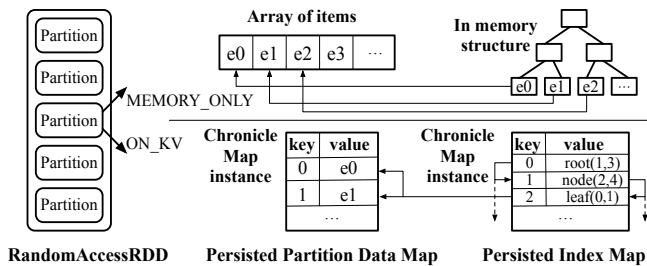 Partition
Partition
Partition
Partition
Partition
RandomAccessRDD
MEMORY_ONLY
ON_KV
Array of items
e0 e1 e2 e3 ...
In memory
structure
e0 e1 e2 ...
Chronicle
Map
instance
key value
0 e0
1 e1
...
Persisted Partition Data Map
Chronicle
Map
instance
key value
0 root(1,3)
1 node(2,4)
2 leaf(0,1)
...
Persisted Index Map